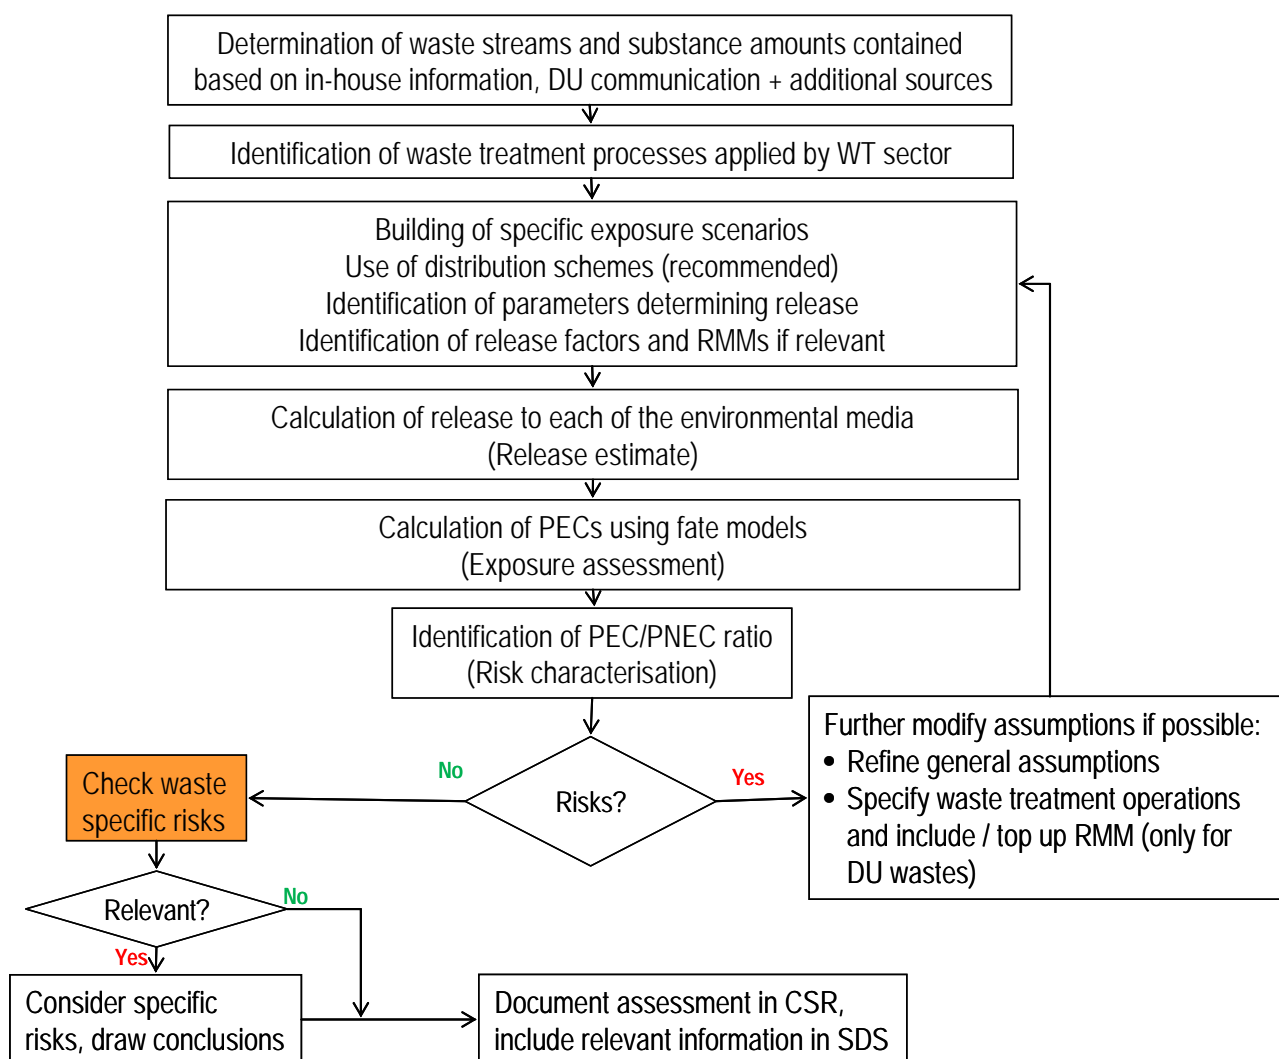 Determination of waste streams and substance amounts contained
based on in-house information, DU communication + additional sources
Identification of waste treatment processes applied by WT sector
Building of specific exposure scenarios
Use of distribution schemes (recommended)
Identification of parameters determining release
Identification of release factors and RMMs if relevant
Calculation of release to each of the environmental media
(Release estimate)
Calculation of PECs using fate models
(Exposure assessment)
Identification of PEC/PNEC ratio
(Risk characterisation)
Risks?
No
Yes
Further modify assumptions if possible:
• Refine general assumptions
• Specify waste treatment operations
and include / top up RMM (only for
DU wastes)
Check waste
specific risks
Relevant?
No
Yes
Consider specific
risks, draw conclusions
Document assessment in CSR,
include relevant information in SDS